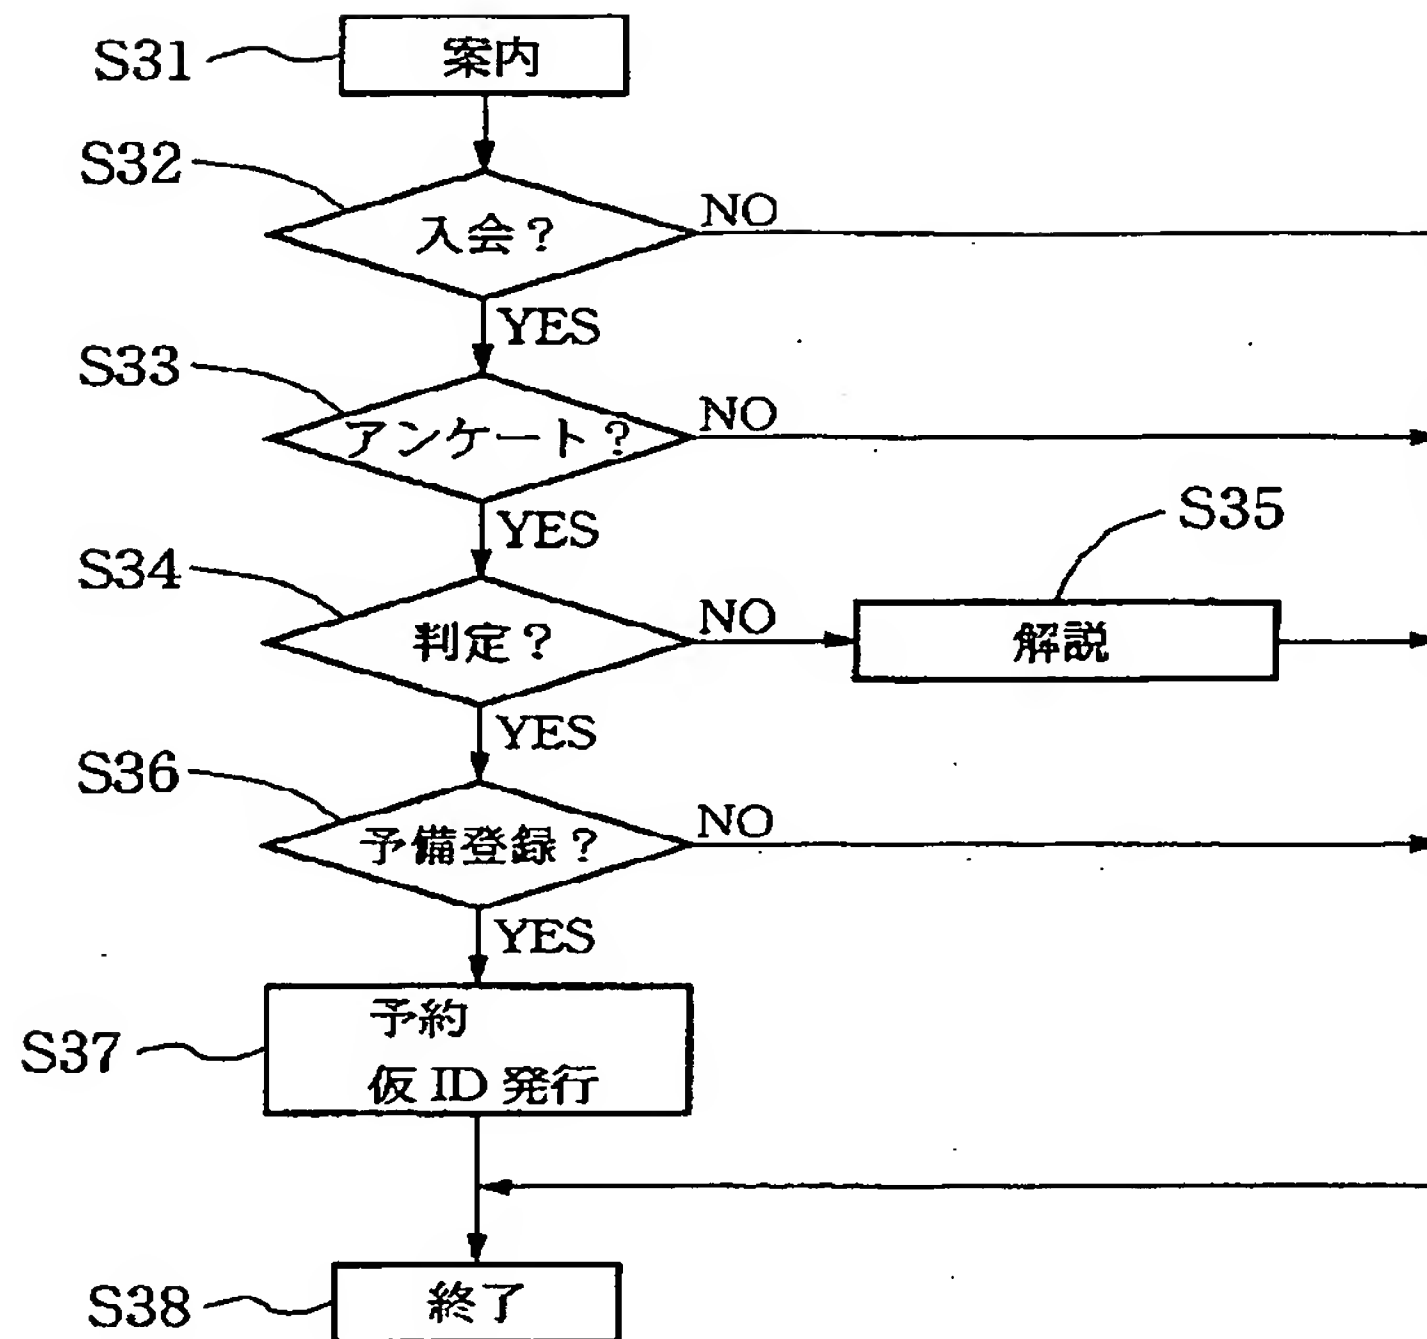 S31
案内
S32
入会？
NO
YES
S33
アンケート？
NO
YES
S34
判定？
NO
S35
解説
YES
S36
予備登録？
NO
YES
S37
予約
仮ID発行
S38
終了